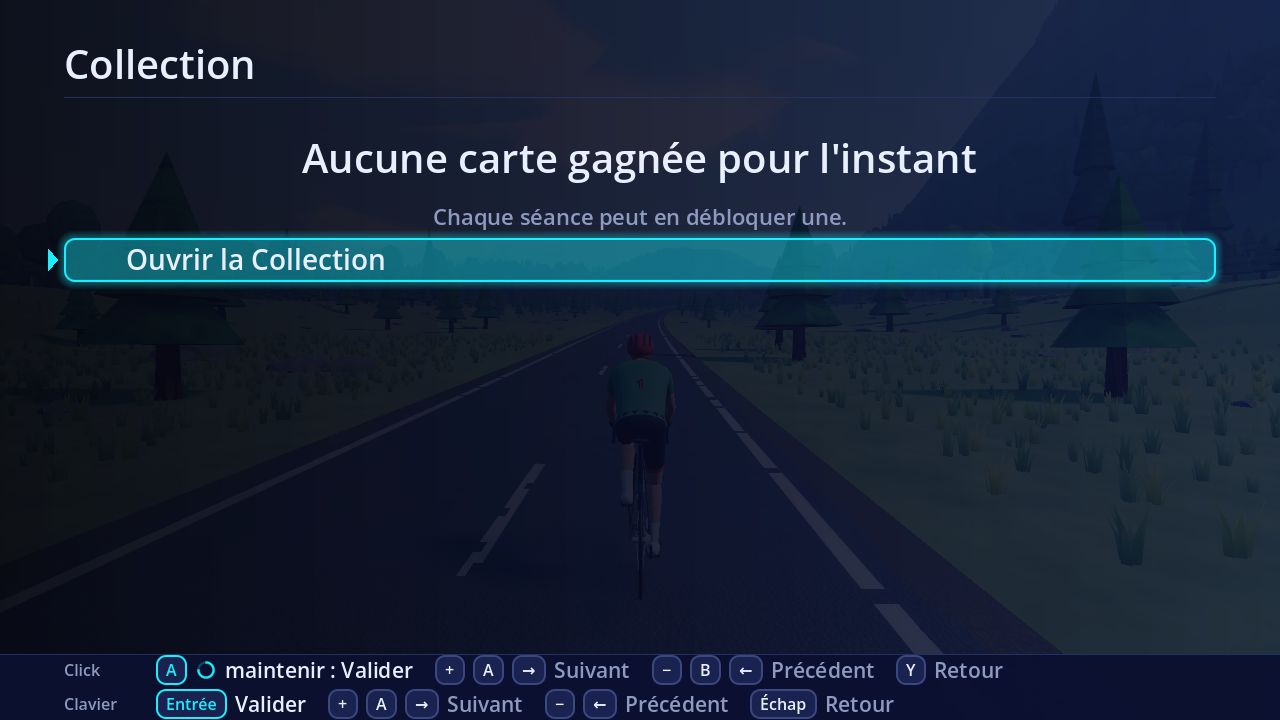 Collection
Aucune carte gagnée pour l'instant
Chaque séance peut en débloquer une.
Ouvrir la Collection
Click A maintenir : Valider + A → Suivant − B ← Précédent Y Retour
Clavier Entrée Valider + A → Suivant − ← Précédent Échap Retour